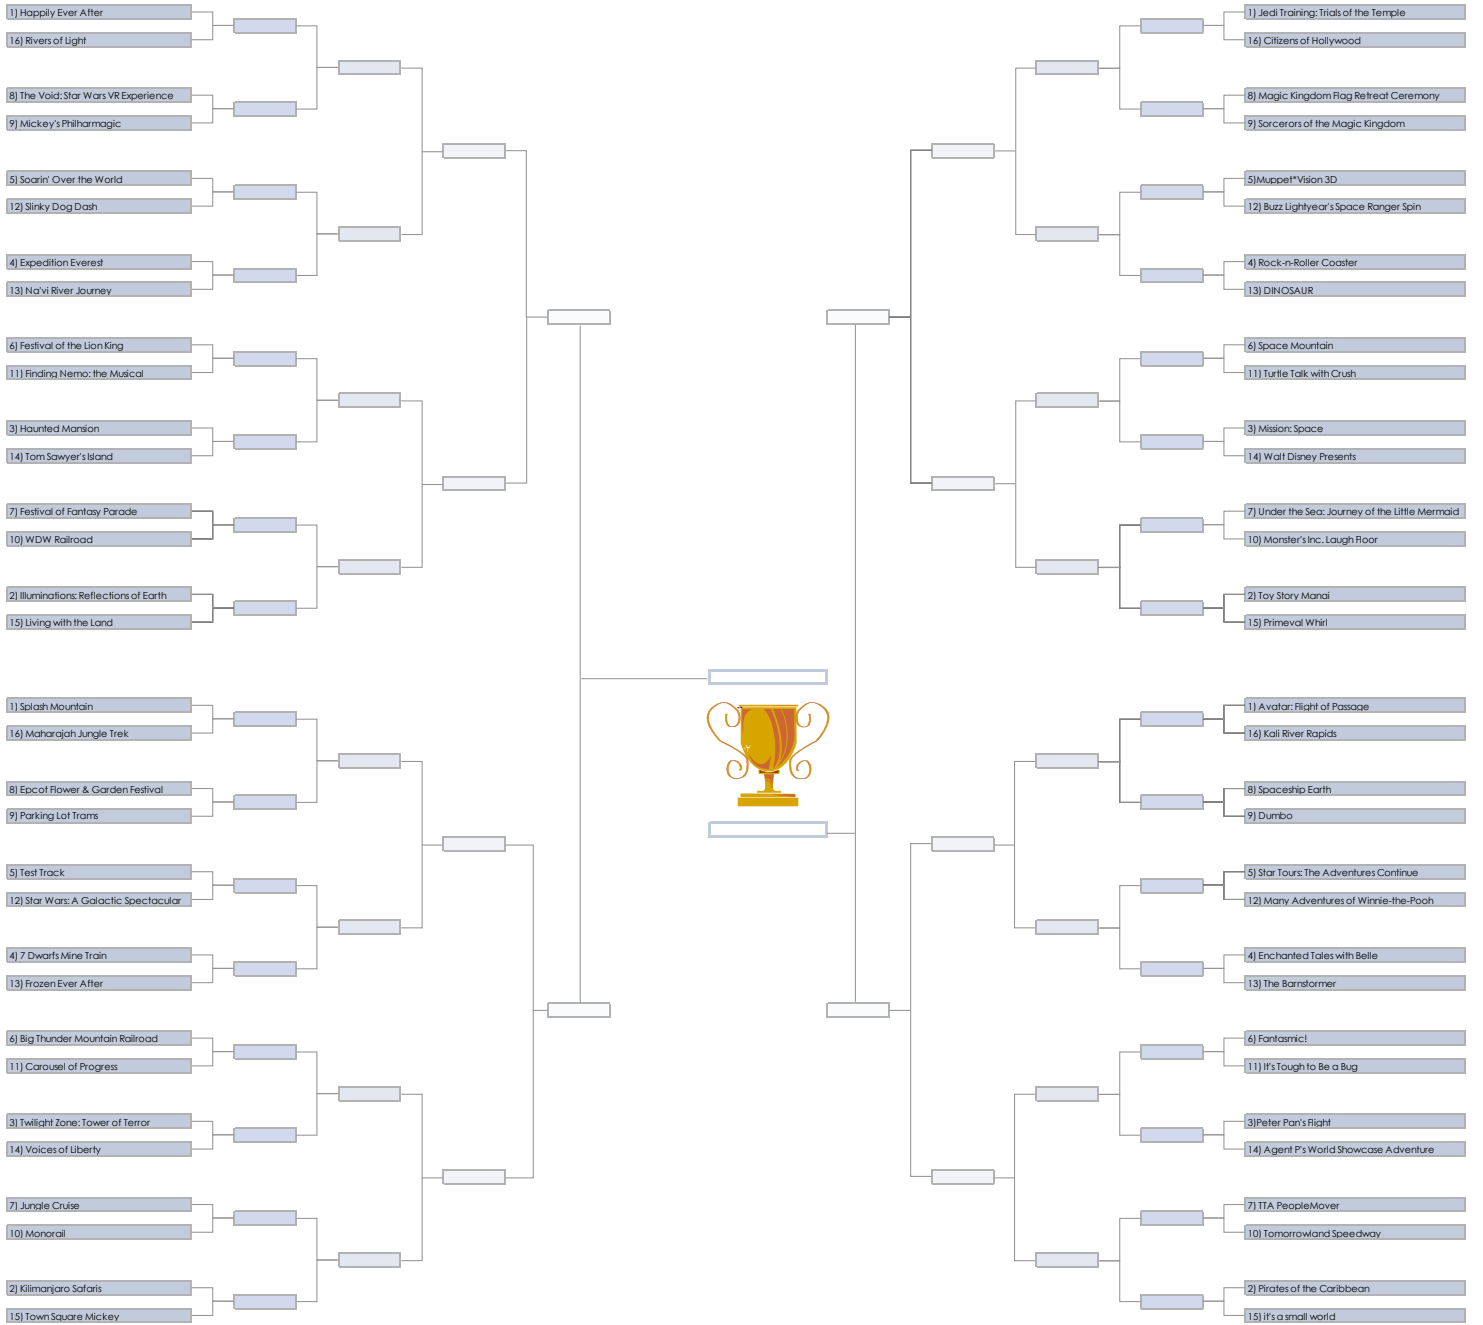 1) Happily Ever After
16) Rivers of Light
8) The Void: Star Wars VR Experience
9) Mickey's Philharmagic
5) Soarin' Over the World
12) Slinky Dog Dash
4) Expedition Everest
13) Na'vi River Journey
6) Festival of the Lion King
11) Finding Nemo: the Musical
3) Haunted Mansion
14) Tom Sawyer's Island
7) Festival of Fantasy Parade
10) WDW Railroad
2) Illuminations: Reflections of Earth
15) Living with the Land
1) Splash Mountain
16) Maharajah Jungle Trek
8) Epcot Flower & Garden Festival
9) Parking Lot Trams
5) Test Track
12) Star Wars: A Galactic Spectacular
4) 7 Dwarfs Mine Train
13) Frozen Ever After
6) Big Thunder Mountain Railroad
11) Carousel of Progress
3) Twilight Zone: Tower of Terror
14) Voices of Liberty
7) Jungle Cruise
10) Monorail
2) Kilimanjaro Safaris
15) Town Square Mickey
1) Jedi Training: Trials of the Temple
16) Citizens of Hollywood
8) Magic Kingdom Flag Retreat Ceremony
9) Sorcerors of the Magic Kingdom
5)Muppet*Vision 3D
12) Buzz Lightyear's Space Ranger Spin
4) Rock-n-Roller Coaster
13) DINOSAUR
6) Space Mountain
11) Turtle Talk with Crush
3) Mission: Space
14) Walt Disney Presents
7) Under the Sea: Journey of the Little Mermaid
10) Monster's Inc. Laugh Floor
2) Toy Story Manai
15) Primeval Whirl
1) Avatar: Flight of Passage
16) Kali River Rapids
8) Spaceship Earth
9) Dumbo
5) Star Tours: The Adventures Continue
12) Many Adventures of Winnie-the-Pooh
4) Enchanted Tales with Belle
13) The Barnstormer
6) Fantasmic!
11) It's Tough to Be a Bug
3)Peter Pan's Flight
14) Agent P's World Showcase Adventure
7) TTA PeopleMover
10) Tomorrowland Speedway
2) Pirates of the Caribbean
15) it's a small world